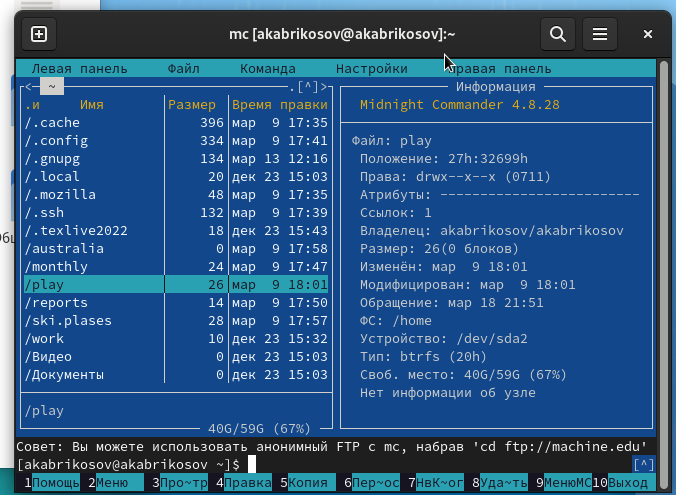 mc [akabrikosov@akabrikosov]:~
Левая панель Файл Команда Настройки правая панель
<- ~ .[^]>
.и Имя Размер Время правки
/.cache 396 мар 9 17:35
/.config 334 мар 9 17:41
/.gnupg 134 мар 13 12:16
/.local 20 дек 23 15:03
/.mozilla 48 мар 9 17:35
/.ssh 132 мар 9 17:39
/.texlive2022 18 дек 23 15:43
/australia 0 мар 9 17:58
/monthly 24 мар 9 17:47
/play 26 мар 9 18:01
/reports 14 мар 9 17:50
/ski.plases 28 мар 9 17:57
/work 10 дек 23 15:32
/Видео 0 дек 23 15:03
/Документы 0 дек 23 15:03
/play
40G/59G (67%)
Информация
Midnight Commander 4.8.28
Файл: play
Положение: 27h:32699h
Права: drwx--x--x (0711)
Атрибуты: -------------------------
Ссылок: 1
Владелец: akabrikosov/akabrikosov
Размер: 26(0 блоков)
Изменён: мар 9 18:01
Модифицирован: мар 9 18:01
Обращение: мар 18 21:51
ФС: /home
Устройство: /dev/sda2
Тип: btrfs (20h)
Своб. место: 40G/59G (67%)
Нет информации об узле
Совет: Вы можете использовать анонимный FTP с mc, набрав 'cd ftp://machine.edu'
[akabrikosov@akabrikosov ~]$ [^]
1Помощь 2Меню 3Про~тр 4Правка 5Копия 6Пер~ос 7НвК~ог 8Уда~ть 9МенюMC 10Выход